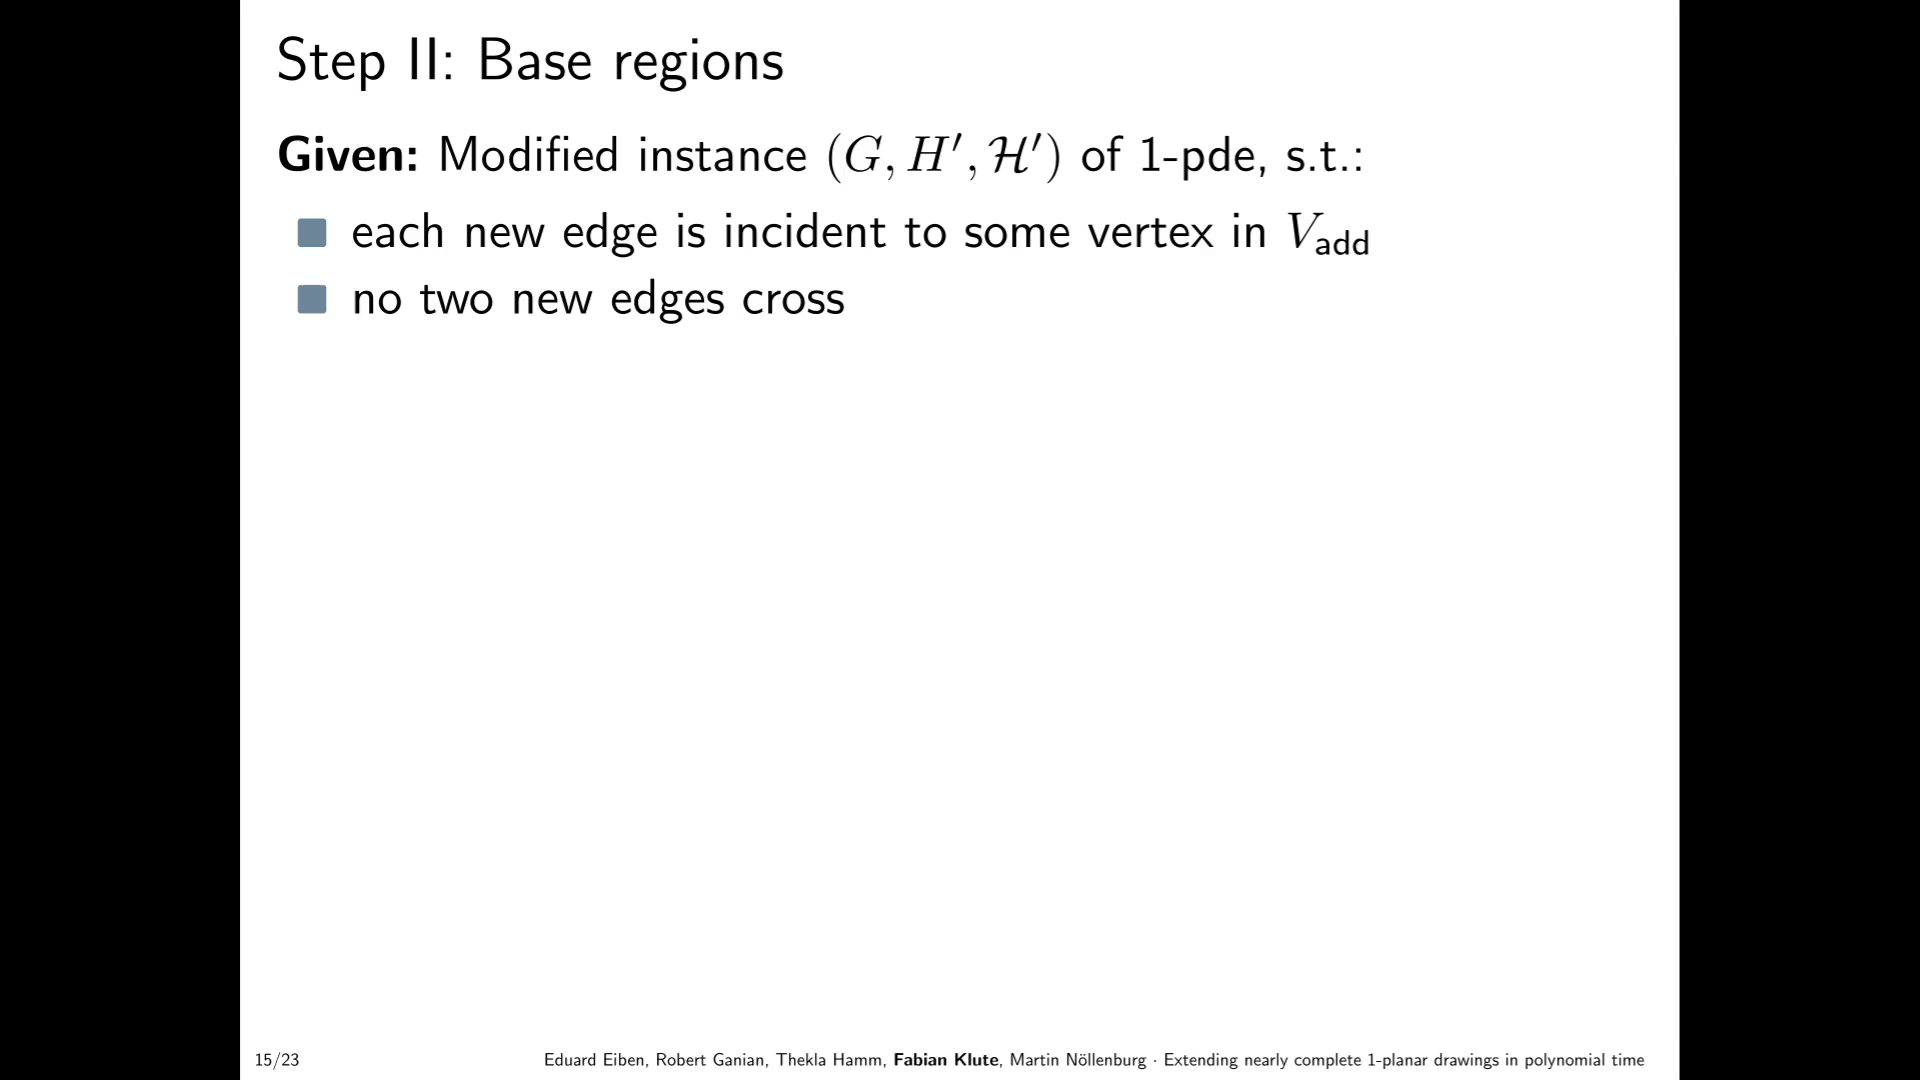 Step II: Base regions
Given: Modified instance (G, H′, ℋ′) of 1-pde, s.t.:
each new edge is incident to some vertex in V_add
no two new edges cross
15/23
Eduard Eiben, Robert Ganian, Thekla Hamm, Fabian Klute, Martin Nöllenburg · Extending nearly complete 1-planar drawings in polynomial time